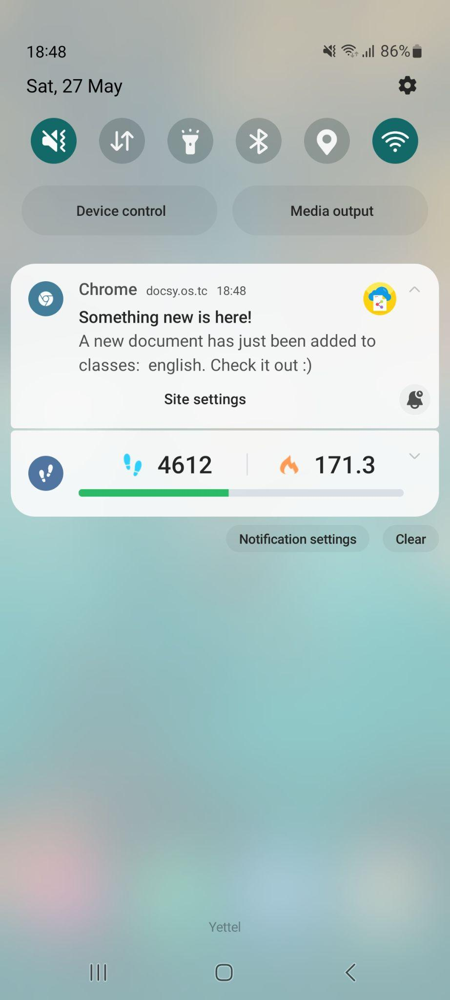 18:48
86%
Sat, 27 May
Device control
Media output
Chrome docsy.os.tc 18:48
Something new is here!
A new document has just been added to
classes:  english. Check it out :)
Site settings
4612
171.3
Notification settings
Clear
Yettel